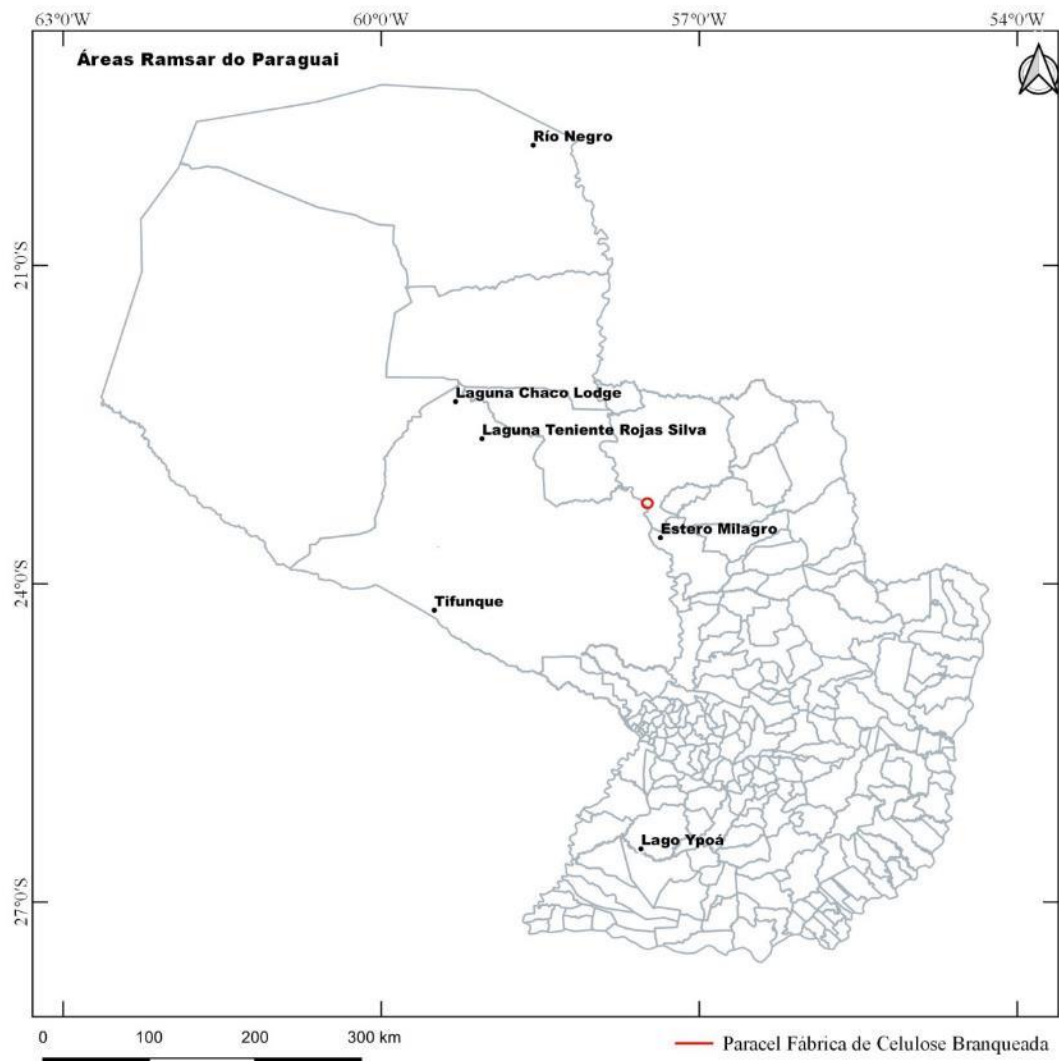 63°0'W 60°0'W 57°0'W 54°0'W
Áreas Ramsar do Paraguai
Río Negro
21°0'S
Laguna Chaco Lodge
Laguna Teniente Rojas Silva
Estero Milagro
24°0'S
Tifunque
Lago Ypoá
27°0'S
0 100 200 300 km
Paracel Fábrica de Celulose Branqueada